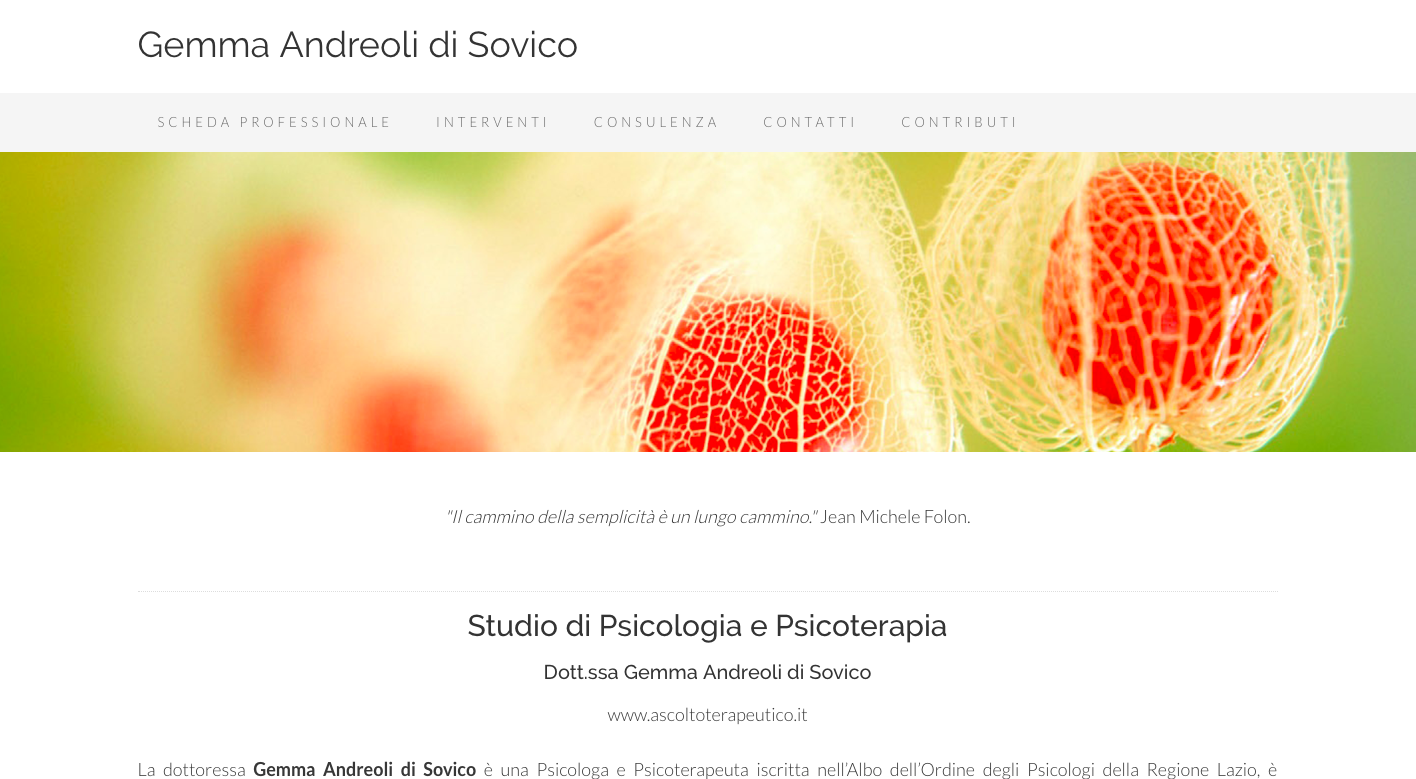 Gemma Andreoli di Sovico
SCHEDA PROFESSIONALE INTERVENTI CONSULENZA CONTATTI CONTRIBUTI
"Il cammino della semplicità è un lungo cammino." Jean Michele Folon.
Studio di Psicologia e Psicoterapia
Dott.ssa Gemma Andreoli di Sovico
www.ascoltoterapeutico.it
La dottoressa Gemma Andreoli di Sovico è una Psicologa e Psicoterapeuta iscritta nell’Albo dell’Ordine degli Psicologi della Regione Lazio, è